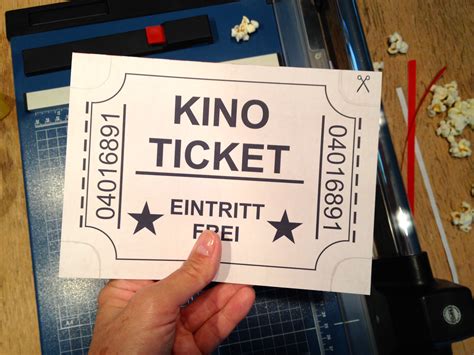 KINO
TICKET
EINTRITT
FREI
04016891
04016891